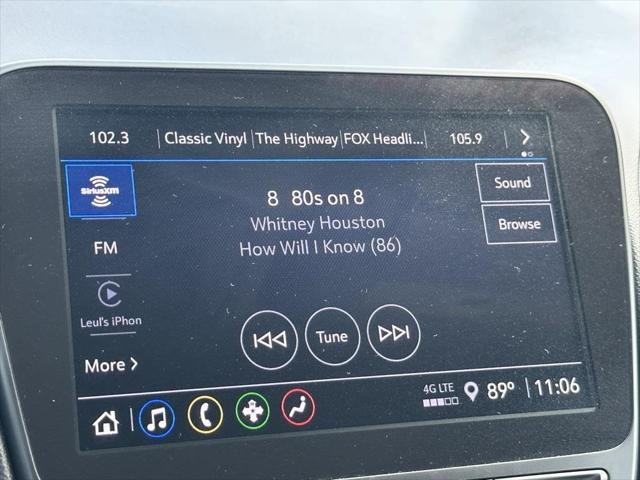 102.3 Classic Vinyl The Highway FOX Headli... 105.9
SiriusXM
8 80s on 8
Sound
Whitney Houston
Browse
How Will I Know (86)
FM
Leul's iPhon
Tune
More
4G LTE
89° 11:06